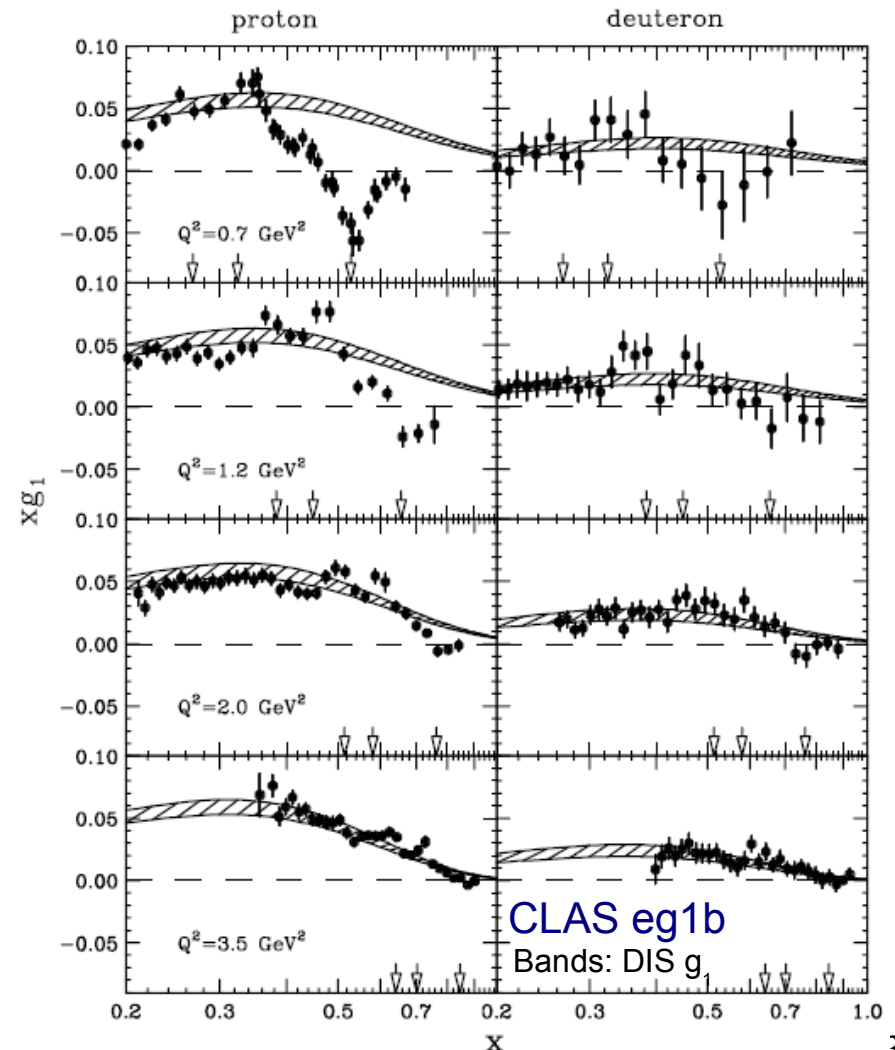 proton deuteron
0.10
0.05
0.00
−0.05
Q²=0.7 GeV²
0.10
0.05
0.00
−0.05
Q²=1.2 GeV²
xg₁
0.10
0.05
0.00
−0.05
Q²=2.0 GeV²
0.10
0.05
0.00
−0.05
Q²=3.5 GeV²
CLAS eg1b
Bands: DIS g₁
0.2 0.3 0.5 0.7 0.2 0.3 0.5 0.7 1.0
x